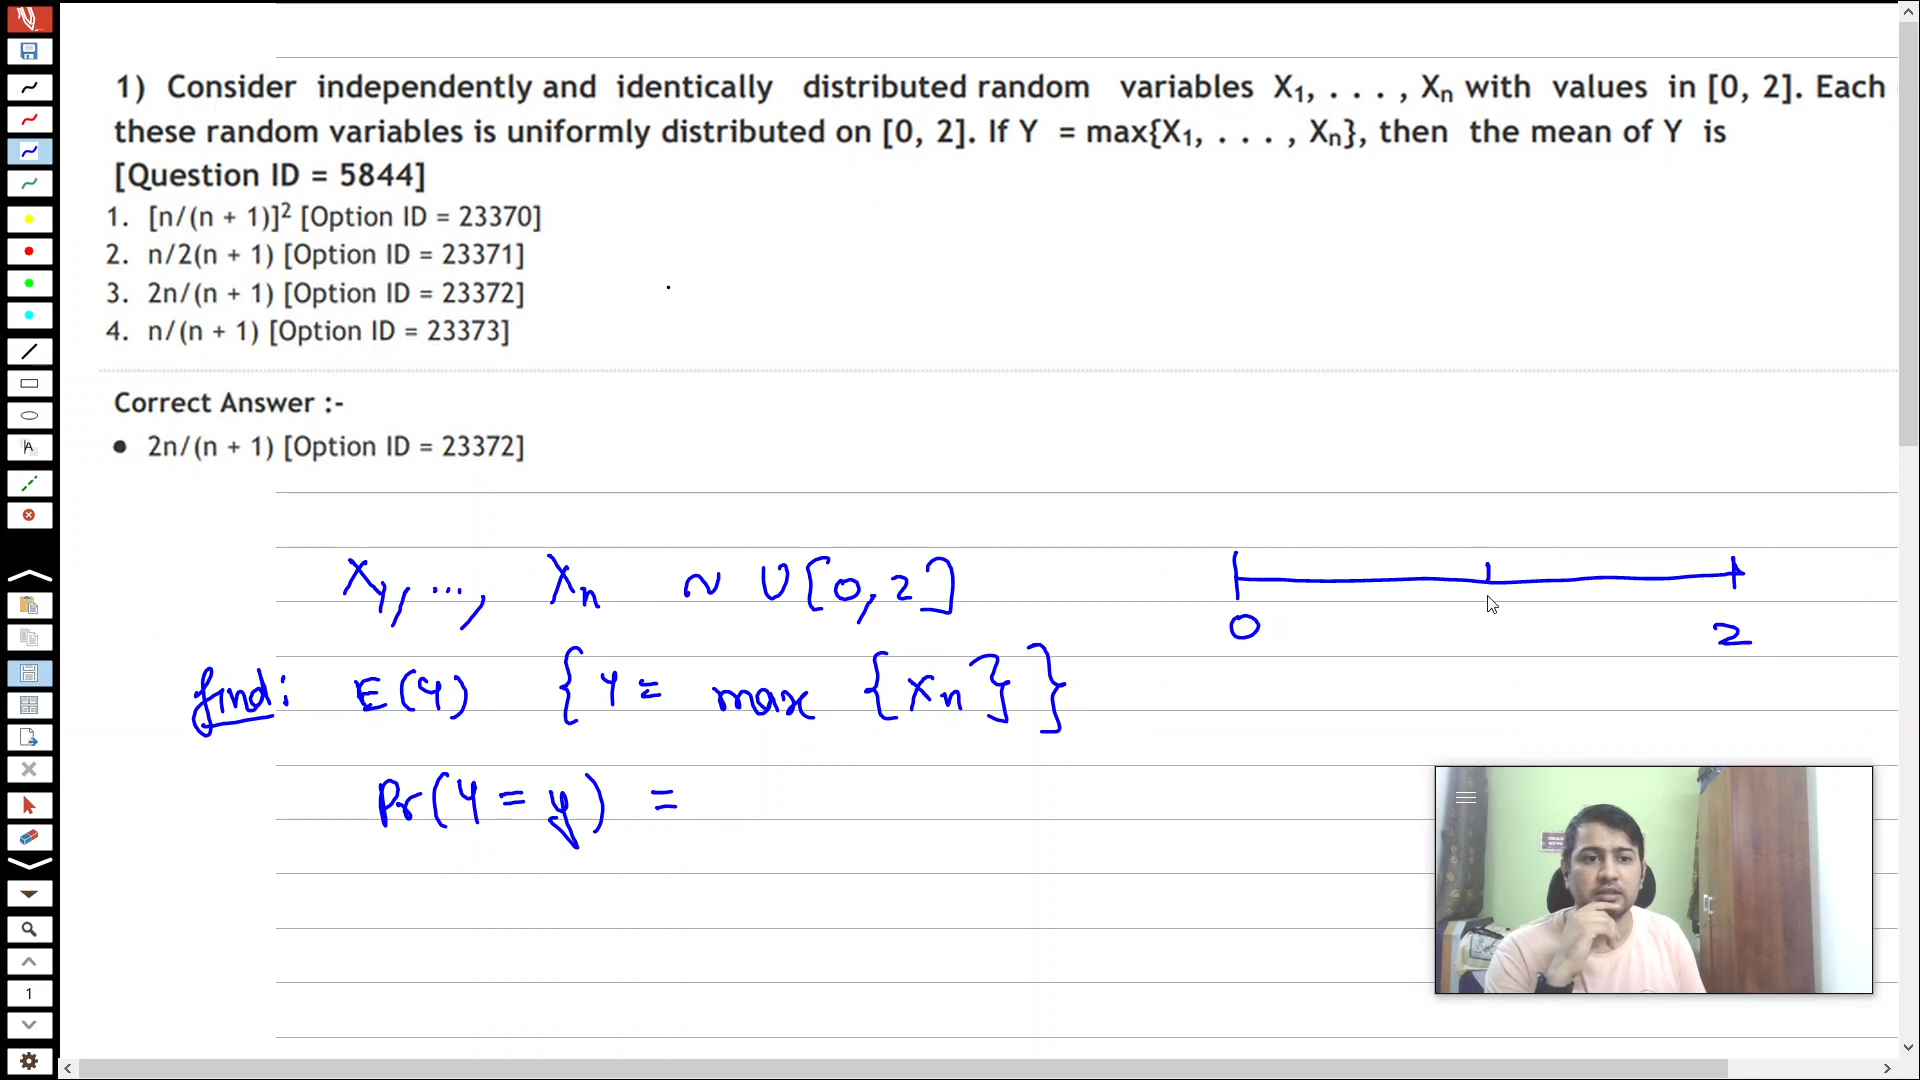 1) Consider independently and identically distributed random variables X₁, . . . , Xₙ with values in [0, 2]. Each
these random variables is uniformly distributed on [0, 2]. If Y = max{X₁, . . . , Xₙ}, then the mean of Y is
[Question ID = 5844]
1. [n/(n + 1)]² [Option ID = 23370]
2. n/2(n + 1) [Option ID = 23371]
3. 2n/(n + 1) [Option ID = 23372]
4. n/(n + 1) [Option ID = 23373]
Correct Answer :-
• 2n/(n + 1) [Option ID = 23372]
X₁, ..., Xₙ ~ U[0,2]
0 2
find: E(Y) {Y = max {Xₙ}}
Pr(Y = y) =
A
1